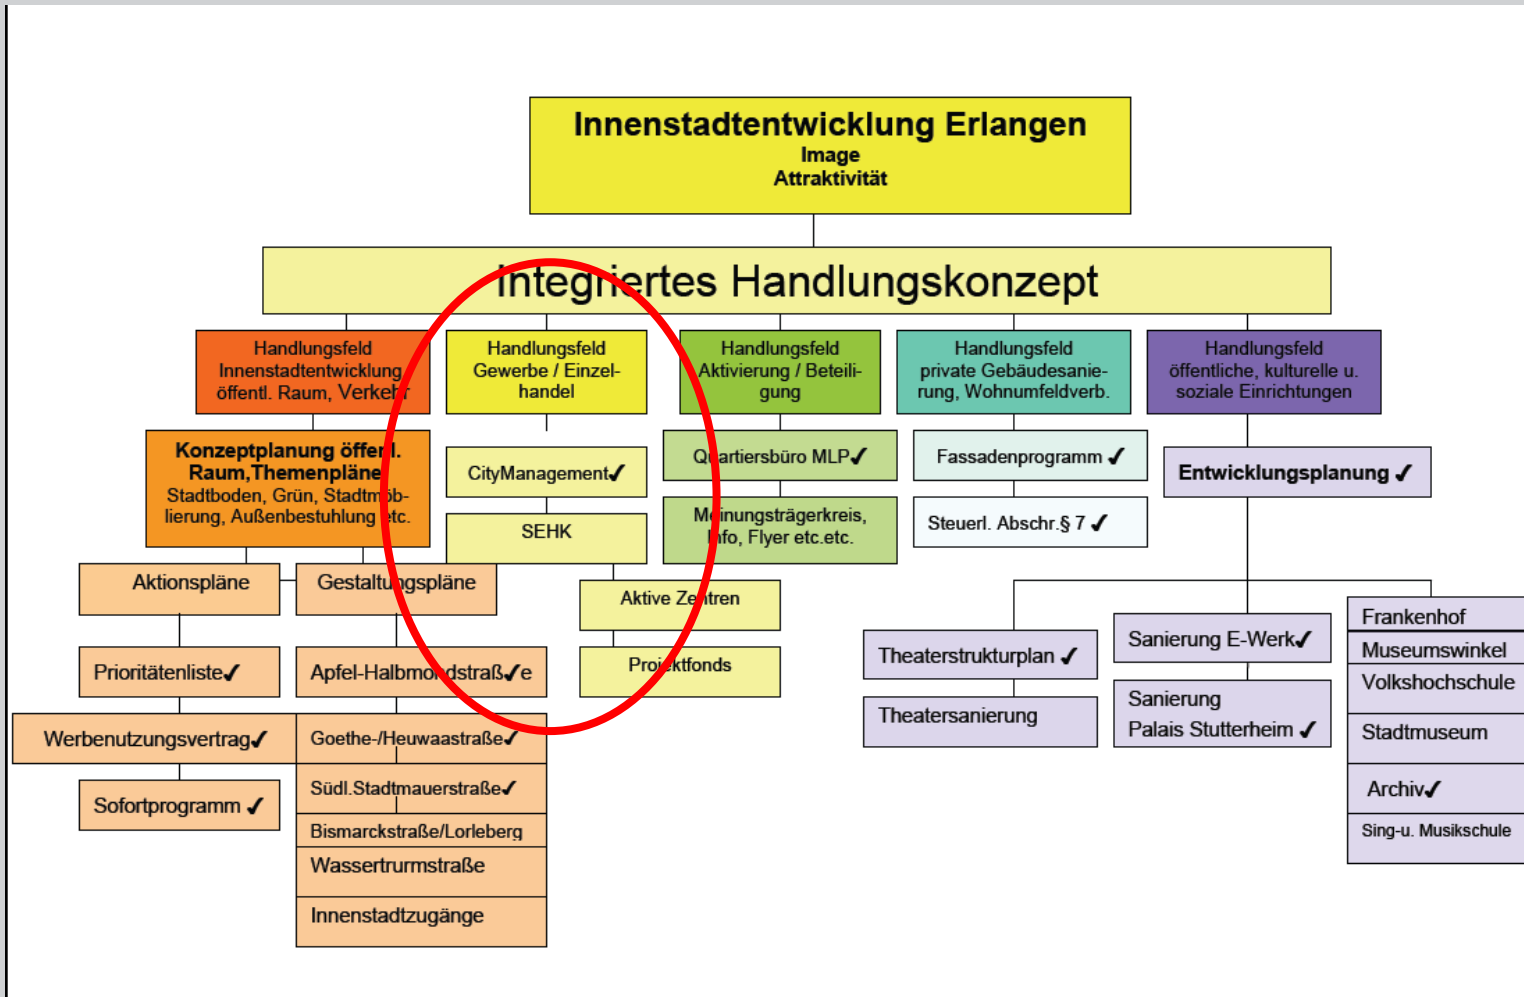 Innenstadtentwicklung Erlangen
Image
Attraktivität
Integriertes Handlungskonzept
Handlungsfeld
Innenstadtentwicklung
öffentl. Raum, Verkehr
Handlungsfeld
Gewerbe / Einzel-
handel
Handlungsfeld
Aktivierung / Beteili-
gung
Handlungsfeld
private Gebäudesanie-
rung, Wohnumfeldverb.
Handlungsfeld
öffentliche, kulturelle u.
soziale Einrichtungen
Konzeptplanung öffentl.
Raum,Themenpläne
Stadtboden, Grün, Stadtmöb-
lierung, Außenbestuhlung etc.
CityManagement✓
SEHK
Quartiersbüro MLP✓
Meinungsträgerkreis,
Info, Flyer etc.etc.
Fassadenprogramm ✓
Steuerl. Abschr.§ 7 ✓
Entwicklungsplanung ✓
Aktionspläne
Gestaltungspläne
Aktive Zentren
Projektfonds
Prioritätenliste✓
Werbenutzungsvertrag✓
Sofortprogramm ✓
Apfel-Halbmondstraß✓e
Goethe-/Heuwaastraße✓
Südl.Stadtmauerstraße✓
Bismarckstraße/Lorleberg
Wassertrurmstraße
Innenstadtzugänge
Theaterstrukturplan ✓
Theatersanierung
Sanierung E-Werk✓
Sanierung
Palais Stutterheim ✓
Frankenhof
Museumswinkel
Volkshochschule
Stadtmuseum
Archiv✓
Sing-u. Musikschule